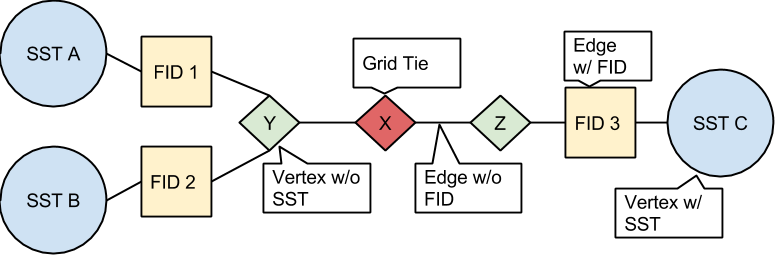 SST A
FID 1
Grid Tie
Edge
w/ FID
Y
X
Z
FID 3
SST C
SST B
FID 2
Vertex w/o
SST
Edge w/o
FID
Vertex w/
SST